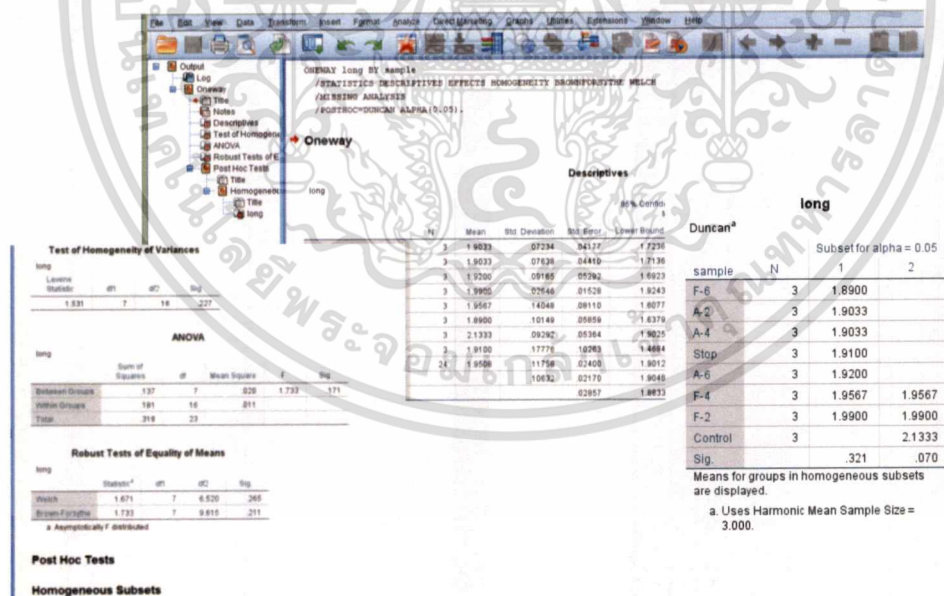 File Edit View Data Transform Insert Format Analyze Direct Marketing Graphs Utilities Extensions Window Help
Output
Log
Oneway
Title
Notes
Descriptives
Test of Homogene
ANOVA
Robust Tests of E
Post Hoc Tests
Title
Homogeneous
Title
long
ONEWAY long BY sample
/STATISTICS DESCRIPTIVES EFFECTS HOMOGENEITY BROWNFORSYTHE WELCH
/MISSING ANALYSIS
/POSTHOC=DUNCAN ALPHA(0.05).
Oneway
Descriptives
long
95% Confid
N Mean Std. Deviation Std. Error Lower Bound
3 1.9033 .07234 .04177 1.7236
3 1.9033 .07638 .04410 1.7136
3 1.9200 .09165 .05292 1.6923
3 1.9900 .02646 .01528 1.9243
3 1.9567 .14048 .08110 1.6077
3 1.8900 .10149 .05859 1.6379
3 2.1333 .09292 .05364 1.9025
3 1.9100 .17776 .10263 1.4684
24 1.9508 .11756 .02400 1.9012
.10632 .02170 1.9048
.02857 1.8833
Test of Homogeneity of Variances
long
Levene
Statistic df1 df2 Sig.
7 16 .227
ANOVA
long
Sum of
Squares df Mean Square F Sig.
Between Groups .137 7 1.733 .171
Within Groups .181 16 .011
Total .318 23
Robust Tests of Equality of Means
long
Statistic a df1 df2 Sig.
Welch 1.671 7 6.520 .265
Brown-Forsythe 1.733 7 9.615 .211
a. Asymptotically F distributed
Post Hoc Tests
Homogeneous Subsets
long
Duncan a
Subset for alpha = 0.05
sample N 1 2
F-6 3 1.8900
A-2 3 1.9033
A-4 3 1.9033
Stop 3 1.9100
A-6 3 1.9200
F-4 3 1.9567 1.9567
F-2 3 1.9900 1.9900
Control 3 2.1333
Sig. .321 .070
Means for groups in homogeneous subsets
are displayed.
a. Uses Harmonic Mean Sample Size =
3.000.